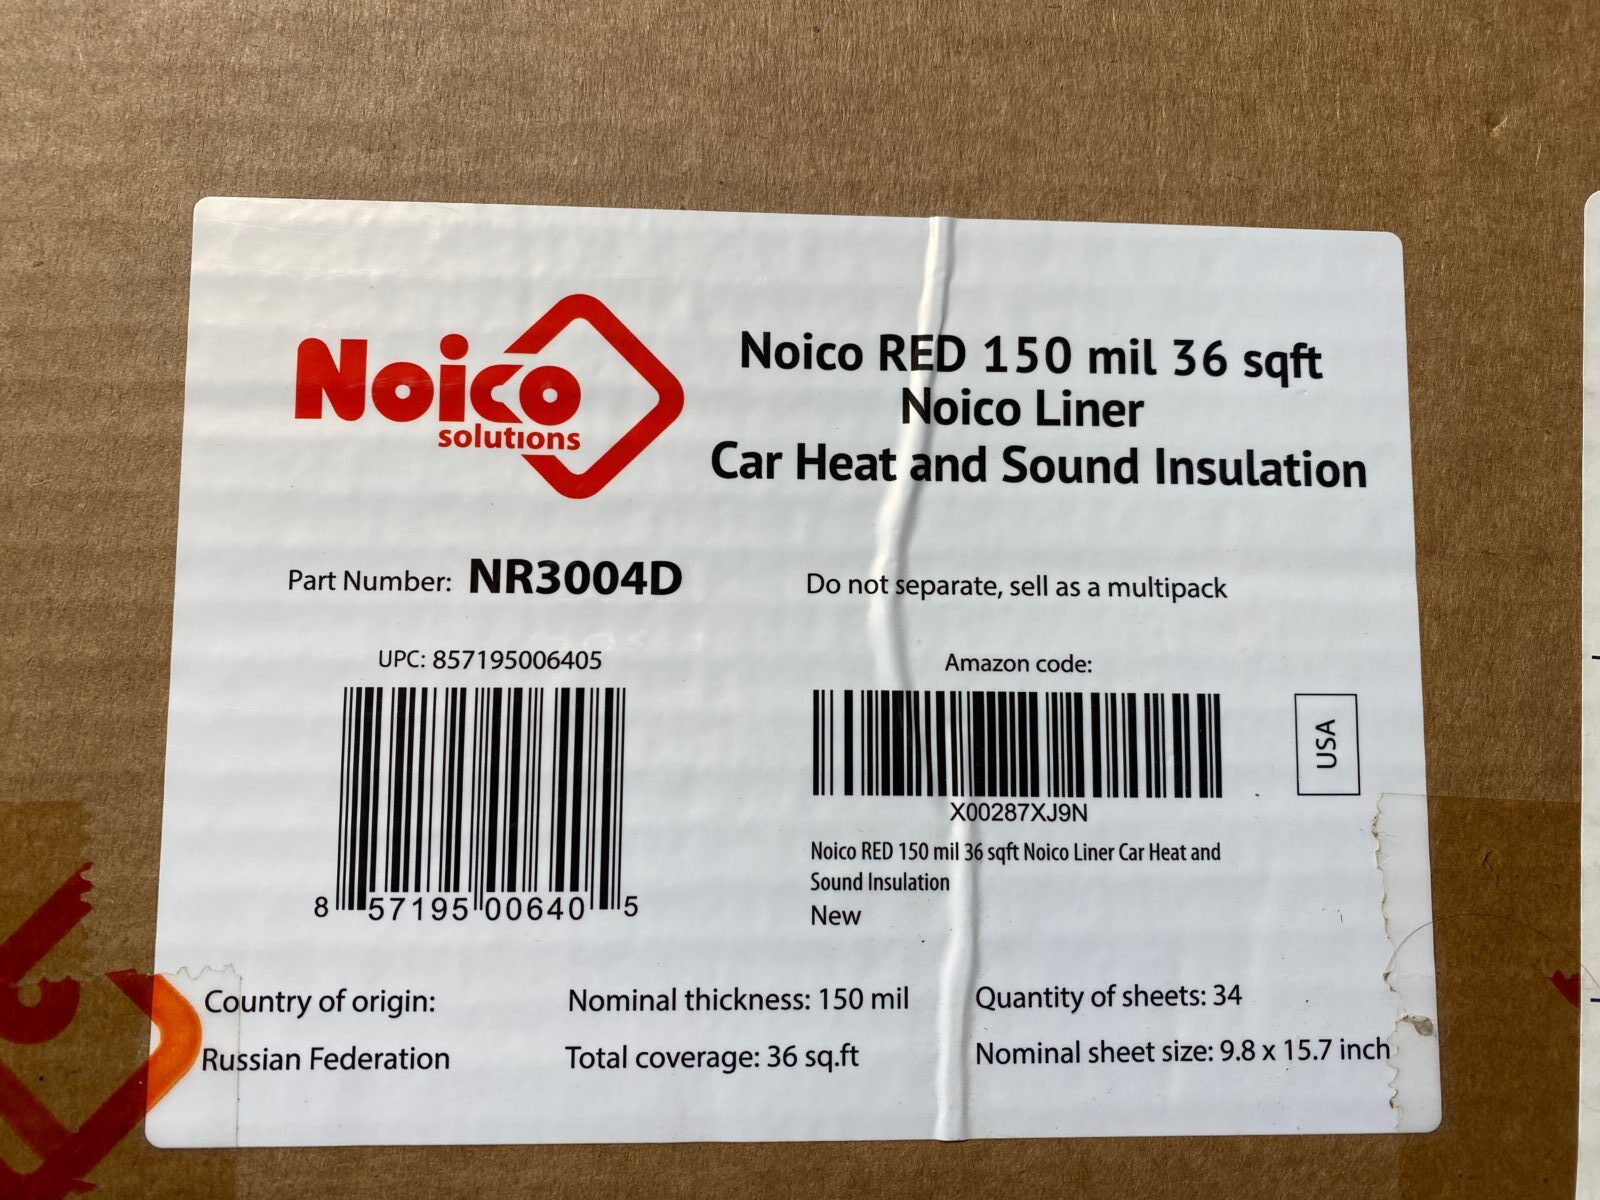 Noico
solutions
Noico RED 150 mil 36 sqft
Noico Liner
Car Heat and Sound Insulation
Part Number: NR3004D
Do not separate, sell as a multipack
UPC: 857195006405
8 57195 00640 5
Amazon code:
X00287XJ9N
Noico RED 150 mil 36 sqft Noico Liner Car Heat and
Sound Insulation
New
USA
Country of origin:
Russian Federation
Nominal thickness: 150 mil
Total coverage: 36 sq.ft
Quantity of sheets: 34
Nominal sheet size: 9.8 x 15.7 inch